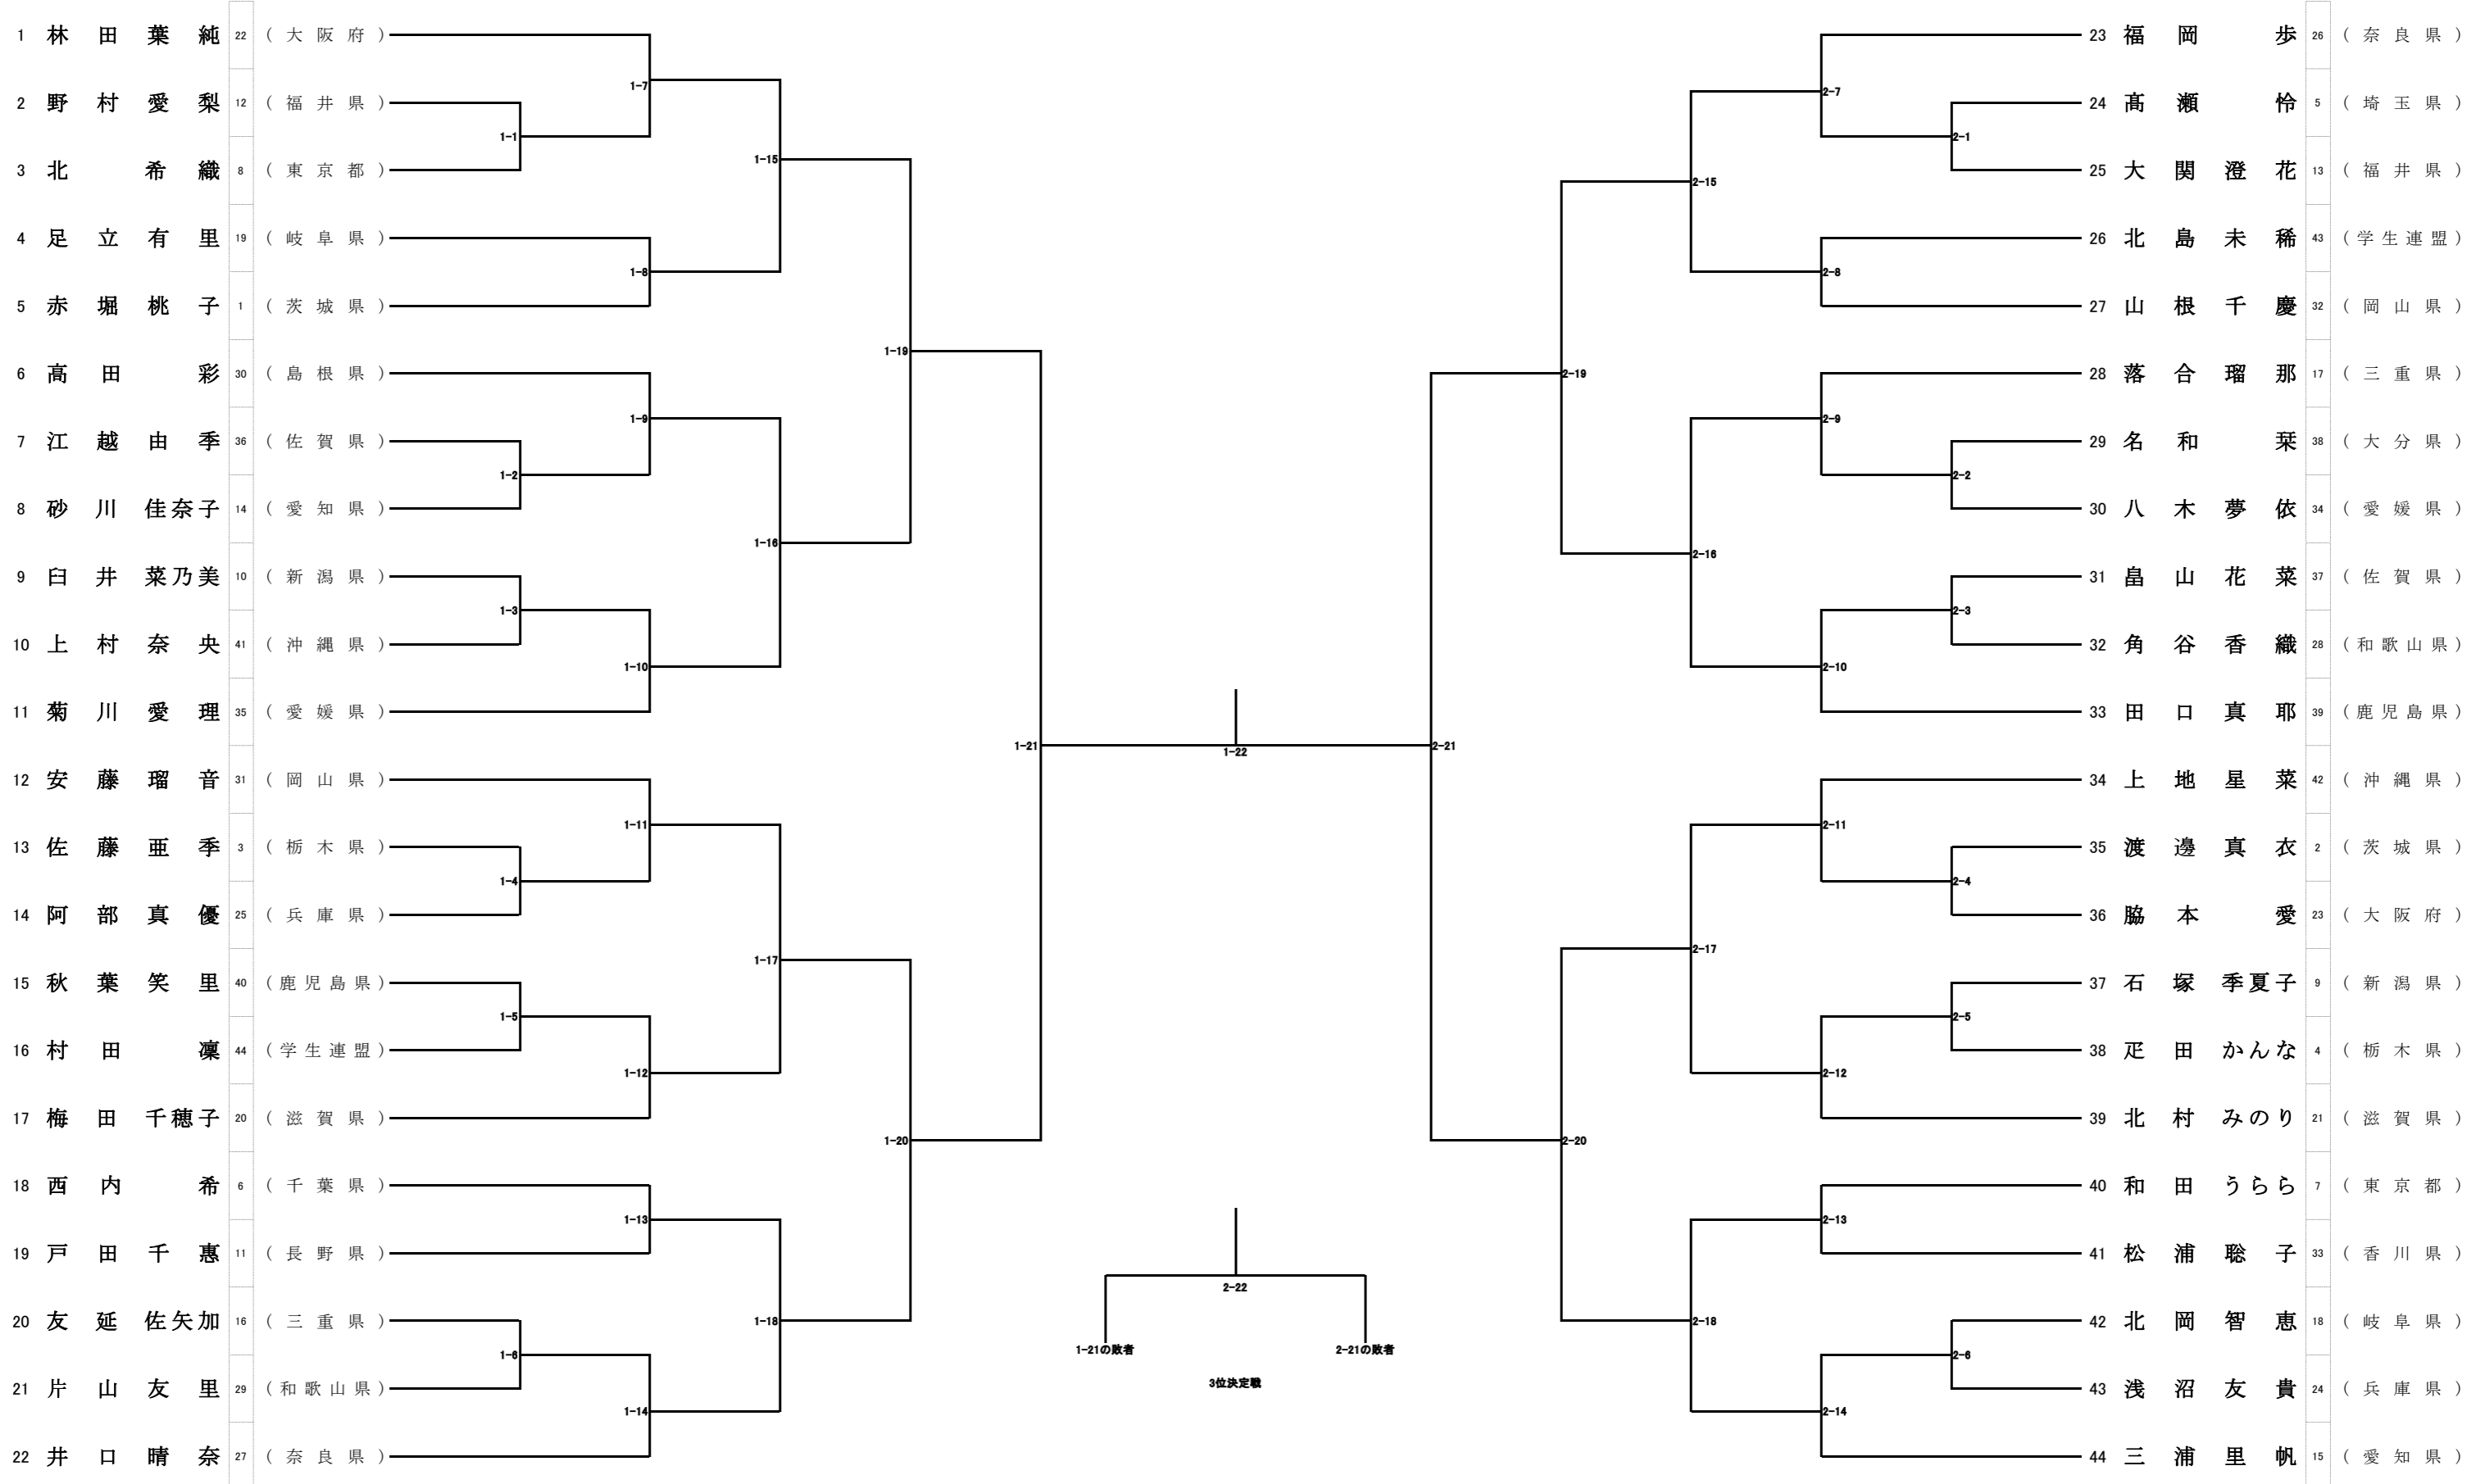 1 林田葉純 22 (大阪府)
2 野村愛梨 12 (福井県)
3 北希織 8 (東京都)
4 足立有里 19 (岐阜県)
5 赤堀桃子 1 (茨城県)
6 高田彩 30 (島根県)
7 江越由季 36 (佐賀県)
8 砂川佳奈子 14 (愛知県)
9 臼井菜乃美 10 (新潟県)
10 上村奈央 41 (沖縄県)
11 菊川愛理 35 (愛媛県)
12 安藤瑠音 31 (岡山県)
13 佐藤亜季 3 (栃木県)
14 阿部真優 25 (兵庫県)
15 秋葉笑里 40 (鹿児島県)
16 村田凜 44 (学生連盟)
17 梅田千穂子 20 (滋賀県)
18 西内希 6 (千葉県)
19 戸田千惠 11 (長野県)
20 友延佐矢加 16 (三重県)
21 片山友里 29 (和歌山県)
22 井口晴奈 27 (奈良県)
1-1
1-2
1-3
1-4
1-5
1-6
1-7
1-8
1-9
1-10
1-11
1-12
1-13
1-14
1-15
1-16
1-17
1-18
1-19
1-20
1-21
1-22
2-22
1-21の敗者
2-21の敗者
3位決定戦
2-21
2-19
2-20
2-15
2-16
2-17
2-18
2-7
2-8
2-9
2-10
2-11
2-12
2-13
2-14
2-1
2-2
2-3
2-4
2-5
2-6
23 福岡歩 26 (奈良県)
24 髙瀬怜 5 (埼玉県)
25 大関澄花 13 (福井県)
26 北島未稀 43 (学生連盟)
27 山根千慶 32 (岡山県)
28 落合瑠那 17 (三重県)
29 名和栞 38 (大分県)
30 八木夢依 34 (愛媛県)
31 畠山花菜 37 (佐賀県)
32 角谷香織 28 (和歌山県)
33 田口真耶 39 (鹿児島県)
34 上地星菜 42 (沖縄県)
35 渡邊真衣 2 (茨城県)
36 脇本愛 23 (大阪府)
37 石塚季夏子 9 (新潟県)
38 疋田かんな 4 (栃木県)
39 北村みのり 21 (滋賀県)
40 和田うらら 7 (東京都)
41 松浦聡子 33 (香川県)
42 北岡智恵 18 (岐阜県)
43 浅沼友貴 24 (兵庫県)
44 三浦里帆 15 (愛知県)